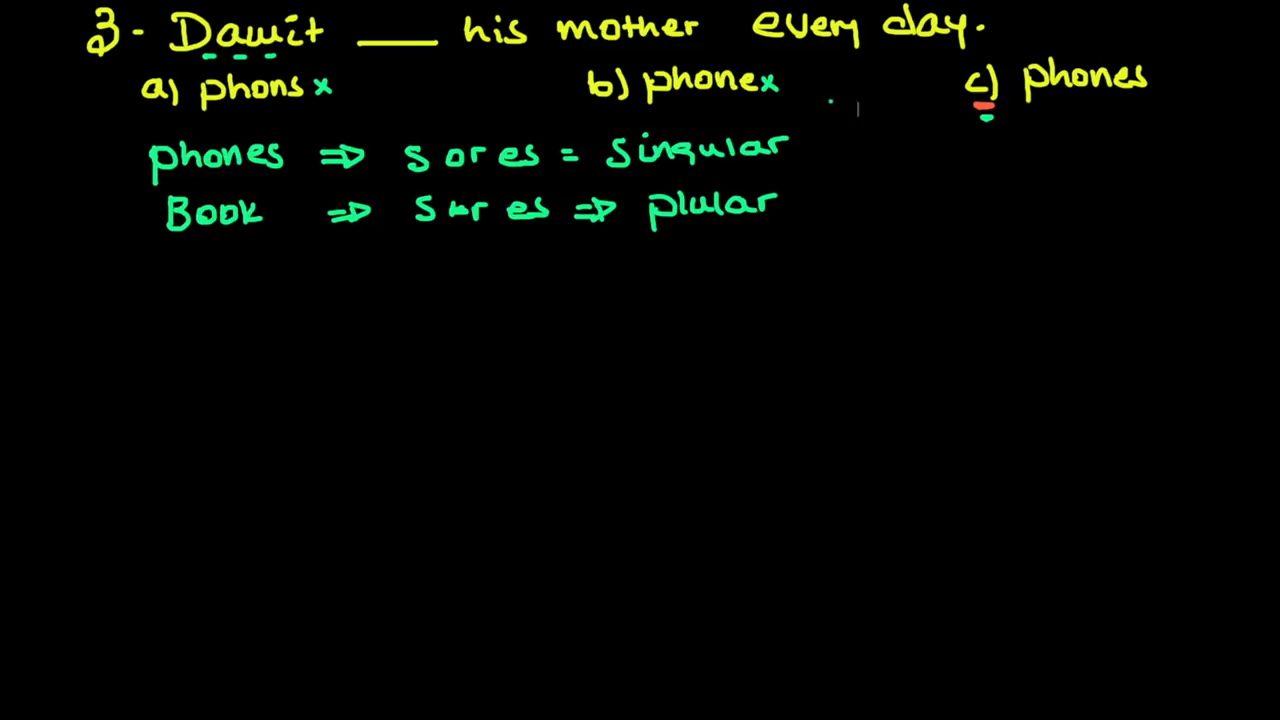 3- Dawit ___ his mother every day.
a) phons x b) phone x c) phones
phones ⇒ s or es = singular
Book ⇒ s or es ⇒ plular